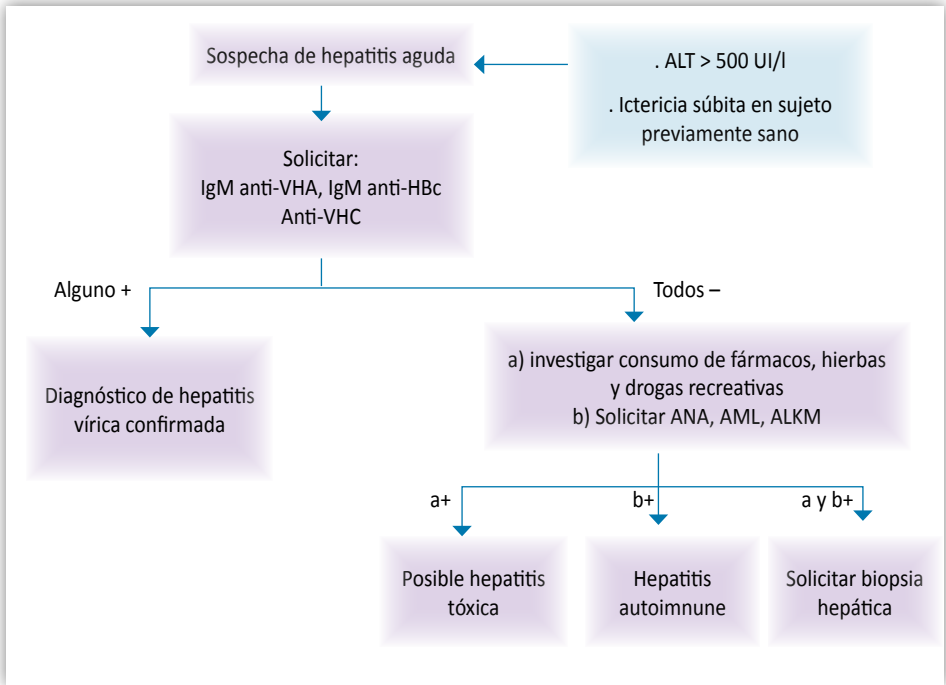 Sospecha de hepatitis aguda
. ALT > 500 UI/l
. Ictericia súbita en sujeto
previamente sano
Solicitar:
IgM anti-VHA, IgM anti-HBc
Anti-VHC
Alguno +
Todos –
Diagnóstico de hepatitis
vírica confirmada
a) investigar consumo de fármacos, hierbas
y drogas recreativas
b) Solicitar ANA, AML, ALKM
a+
b+
a y b+
Posible hepatitis
tóxica
Hepatitis
autoimnune
Solicitar biopsia
hepática